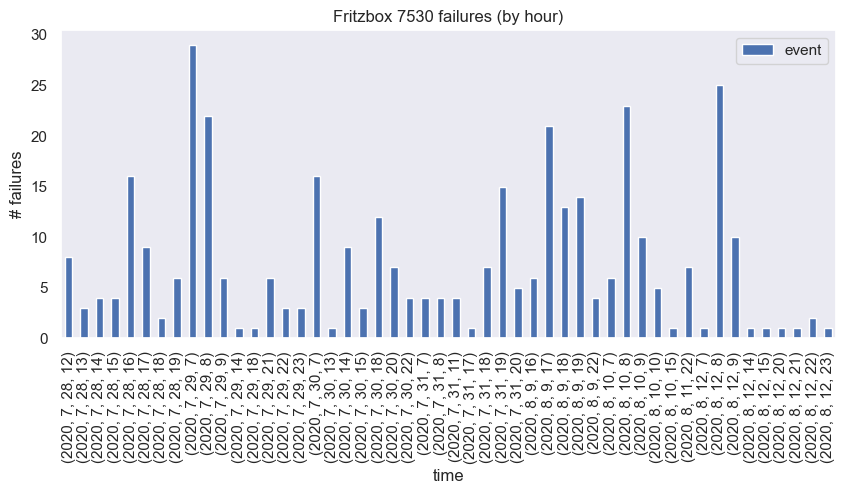 Fritzbox 7530 failures (by hour)
event
# failures
30
25
20
15
10
5
0
(2020, 7, 28, 12)
(2020, 7, 28, 13)
(2020, 7, 28, 14)
(2020, 7, 28, 15)
(2020, 7, 28, 16)
(2020, 7, 28, 17)
(2020, 7, 28, 18)
(2020, 7, 28, 19)
(2020, 7, 29, 7)
(2020, 7, 29, 8)
(2020, 7, 29, 9)
(2020, 7, 29, 14)
(2020, 7, 29, 18)
(2020, 7, 29, 21)
(2020, 7, 29, 22)
(2020, 7, 29, 23)
(2020, 7, 30, 7)
(2020, 7, 30, 13)
(2020, 7, 30, 14)
(2020, 7, 30, 15)
(2020, 7, 30, 18)
(2020, 7, 30, 20)
(2020, 7, 30, 22)
(2020, 7, 31, 7)
(2020, 7, 31, 8)
(2020, 7, 31, 11)
(2020, 7, 31, 17)
(2020, 7, 31, 18)
(2020, 7, 31, 19)
(2020, 7, 31, 20)
(2020, 8, 9, 16)
(2020, 8, 9, 17)
(2020, 8, 9, 18)
(2020, 8, 9, 19)
(2020, 8, 9, 22)
(2020, 8, 10, 7)
(2020, 8, 10, 8)
(2020, 8, 10, 9)
(2020, 8, 10, 10)
(2020, 8, 10, 15)
(2020, 8, 11, 22)
(2020, 8, 12, 7)
(2020, 8, 12, 8)
(2020, 8, 12, 9)
(2020, 8, 12, 14)
(2020, 8, 12, 15)
(2020, 8, 12, 20)
(2020, 8, 12, 21)
(2020, 8, 12, 22)
(2020, 8, 12, 23)
time